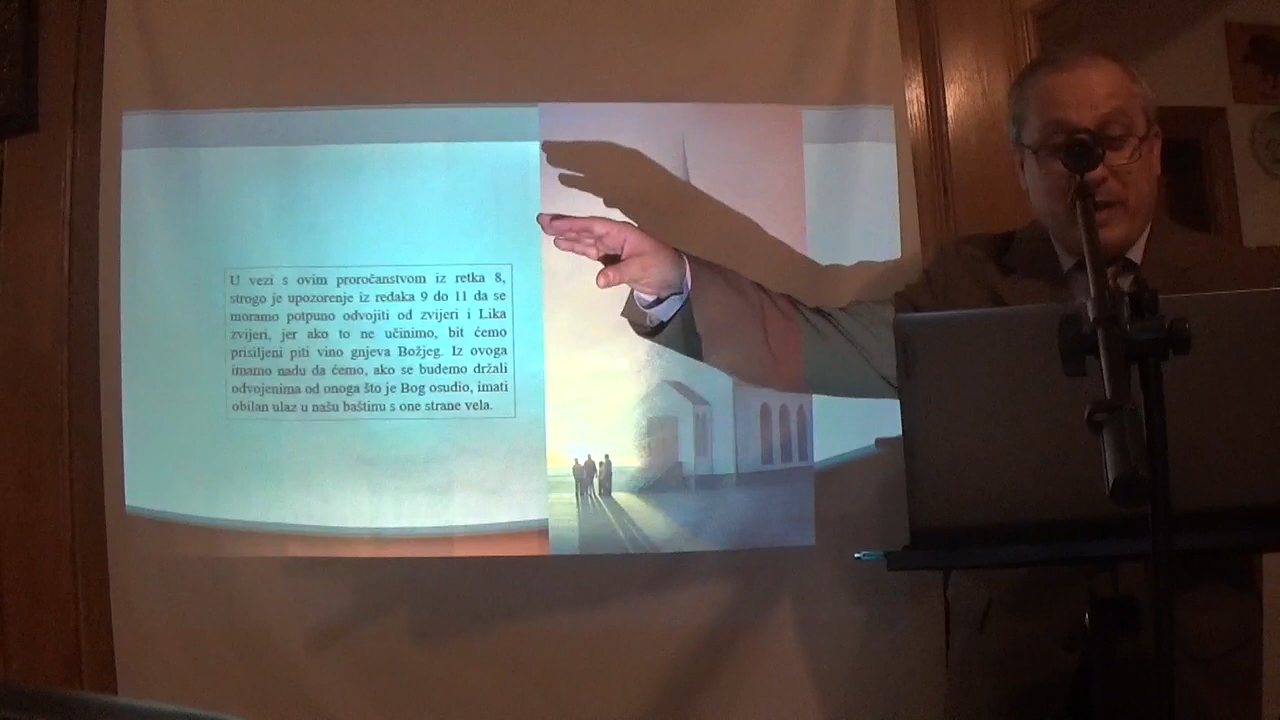 U vezi s ovim proročanstvom iz retka 8,
strogo je upozorenje iz redaka 9 do 11 da se
moramo potpuno odvojiti od zvijeri i Lika
zvijeri, jer ako to ne učinimo, bit ćemo
prisiljeni piti vino gnjeva Božjeg. Iz ovoga
imamo nadu da ćemo, ako se budemo držali
odvojenima od onoga što je Bog osudio, imati
obilan ulaz u našu baštinu s one strane vela.